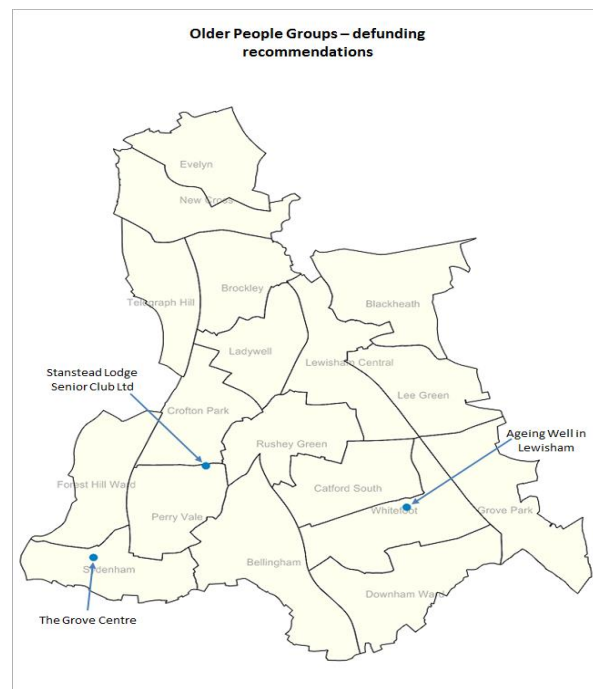 Older People Groups – defunding
recommendations
Evelyn
New Cross
Telegraph Hill
Brockley
Blackheath
Ladywell
Lewisham Central
Stanstead Lodge
Senior Club Ltd
Lee Green
Crofton Park
Rushey Green
Ageing Well in
Lewisham
Forest Hill Ward
Catford South
Perry Vale
Whitefoot
Grove Park
Sydenham
Bellingham
Downham Ward
The Grove Centre